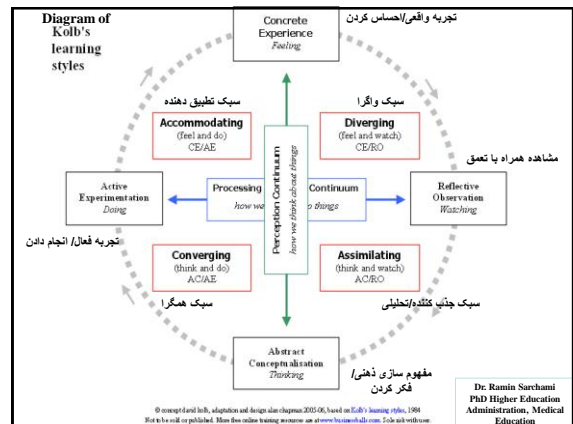 Diagram of
Kolb's
learning
styles
Concrete
Experience
Feeling
تجربه واقعی/احساس کردن
سبک تطبیق دهنده
سبک واگرا
Accommodating
(feel and do)
CE/AE
Diverging
(feel and watch)
CE/RO
مشاهده همراه با تعمق
Active
Experimentation
Doing
Processing
Continuum
how we
things
Perception Continuum
how we think about things
Reflective
Observation
Watching
تجربه فعال/ انجام دادن
Converging
(think and do)
AC/AE
Assimilating
(think and watch)
AC/RO
سبک همگرا
سبک جذب کننده/تحلیلی
Abstract
Conceptualisation
Thinking
مفهوم سازی ذهنی/
فکر کردن
Dr. Ramin Sarchami
PhD Higher Education
Administration, Medical
Education
© concept david kolb, adaptation and design alan chapman 2005-06, based on Kolb's learning styles, 1984
Not to be sold or published. More free online training resources are at www.businessballs.com. Sole risk with user.